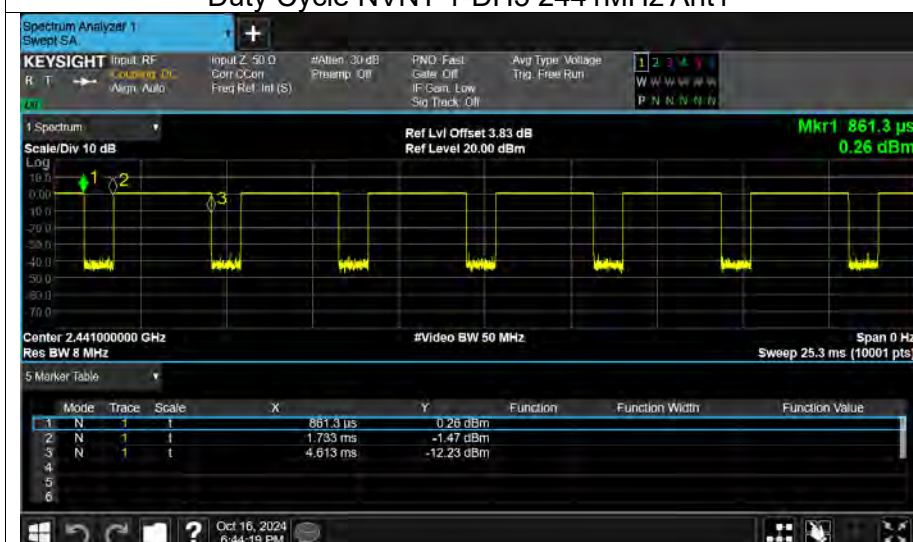 Duty Cycle NVNT 1-DH5 2441MHz Ant1
Spectrum Analyzer 1
Swept SA
+
KEYSIGHT Input: RF Input Z: 50 Ω #Atten: 30 dB PNO: Fast Avg Type: Voltage 1 2 3 4 5 6
R T Coupling: DC Corr CCorr Preamp: Off Gate: Off Trig: Free Run W W W W W W
Align: Auto Freq Ref: Int (S) IF Gain: Low
Sig Track: Off P N N N N N
1 Spectrum
Ref Lvl Offset 3.83 dB Mkr1 861.3 µs
Scale/Div 10 dB Ref Level 20.00 dBm 0.26 dBm
Log
10.0
1 2
0.00
3
-10.0
-20.0
-30.0
-40.0
-50.0
-60.0
-70.0
Center 2.441000000 GHz #Video BW 50 MHz Span 0 Hz
Res BW 8 MHz Sweep 25.3 ms (10001 pts)
5 Marker Table
Mode Trace Scale X Y Function Function Width Function Value
1 N 1 t 861.3 µs 0.26 dBm
2 N 1 t 1.733 ms -1.47 dBm
3 N 1 t 4.613 ms -12.23 dBm
4
5
6
? Oct 16, 2024
6:44:19 PM